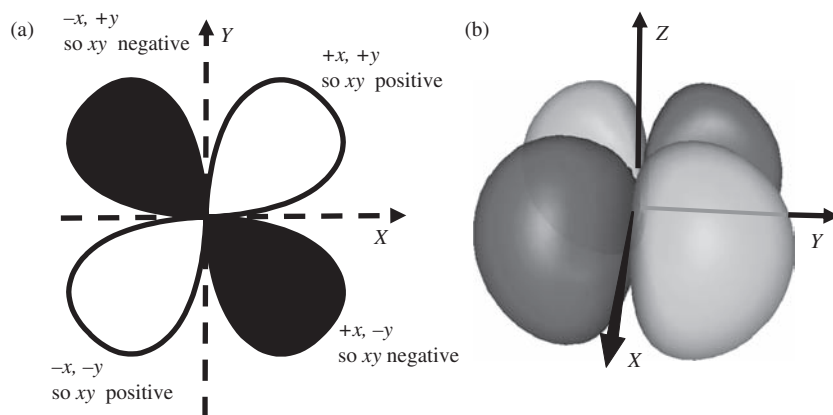 (a)
–x, +y
so xy negative
Y
+x, +y
so xy positive
X
–x, –y
so xy positive
+x, –y
so xy negative
(b)
Z
Y
X